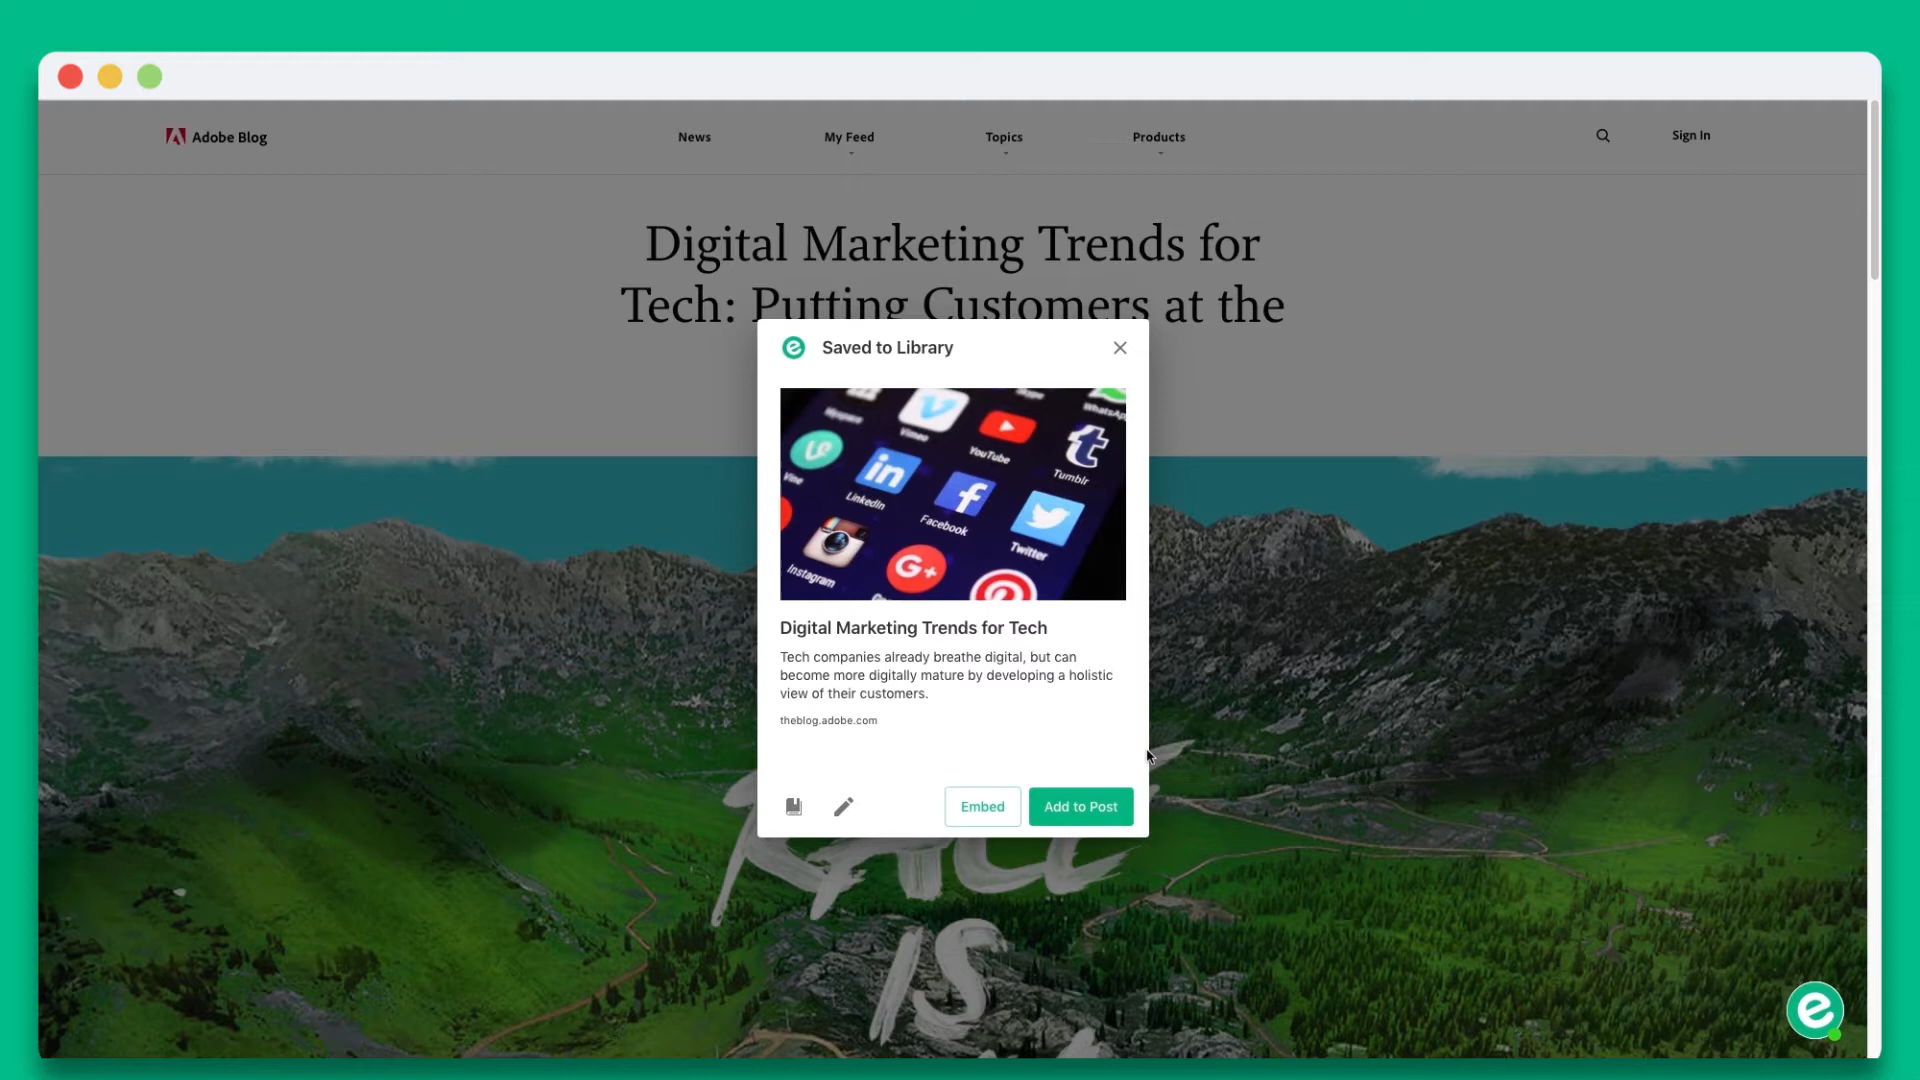 Adobe Blog
News
My Feed
Topics
Products
Sign In
Digital Marketing Trends for
Tech: Putting Customers at the
Saved to Library
Myspace
Vimeo
YouTube
WhatsApp
Vine
LinkedIn
Facebook
Tumblr
Instagram
G+
Twitter
Digital Marketing Trends for Tech
Tech companies already breathe digital, but can
become more digitally mature by developing a holistic
view of their customers.
theblog.adobe.com
Embed
Add to Post
IS